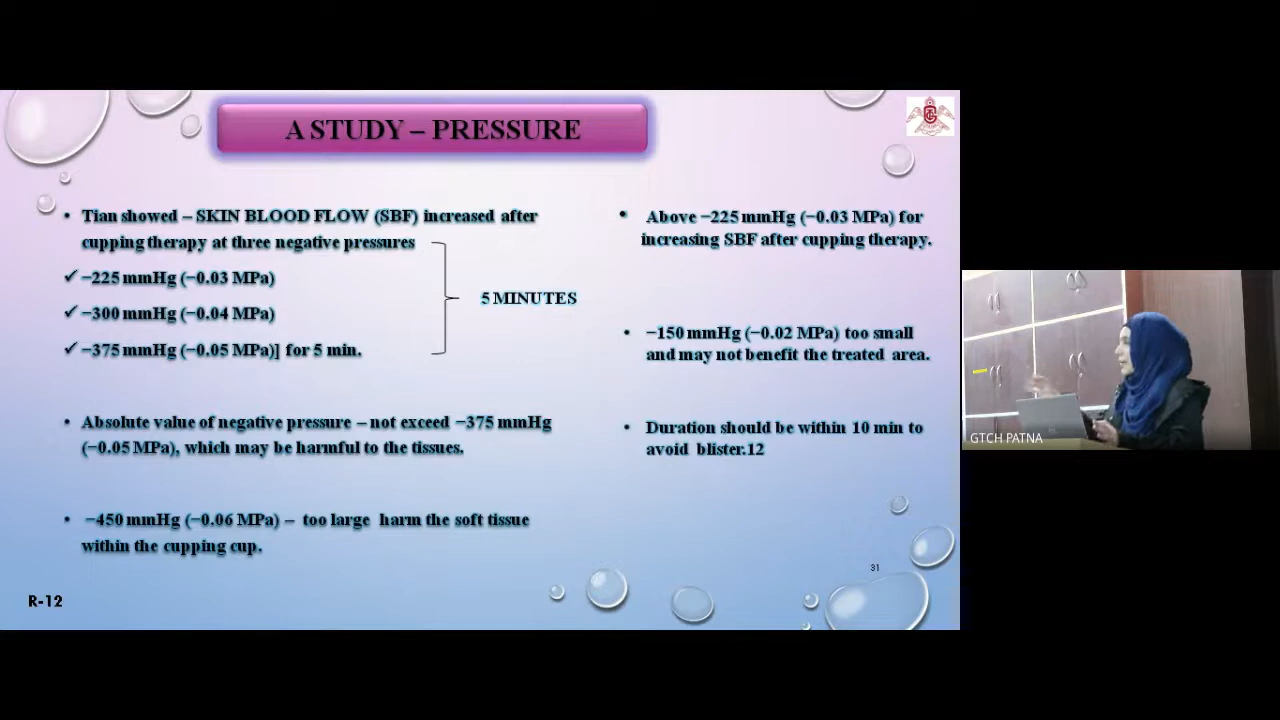 A STUDY – PRESSURE
• Tian showed – SKIN BLOOD FLOW (SBF) increased after
cupping therapy at three negative pressures
✓ −225 mmHg (−0.03 MPa)
✓ −300 mmHg (−0.04 MPa)
✓ −375 mmHg (−0.05 MPa)] for 5 min.
5 MINUTES
• Absolute value of negative pressure – not exceed −375 mmHg
(−0.05 MPa), which may be harmful to the tissues.
• −450 mmHg (−0.06 MPa) – too large harm the soft tissue
within the cupping cup.
• Above −225 mmHg (−0.03 MPa) for
increasing SBF after cupping therapy.
• −150 mmHg (−0.02 MPa) too small
and may not benefit the treated area.
• Duration should be within 10 min to
avoid blister.12
31
R-12
GTCH PATNA